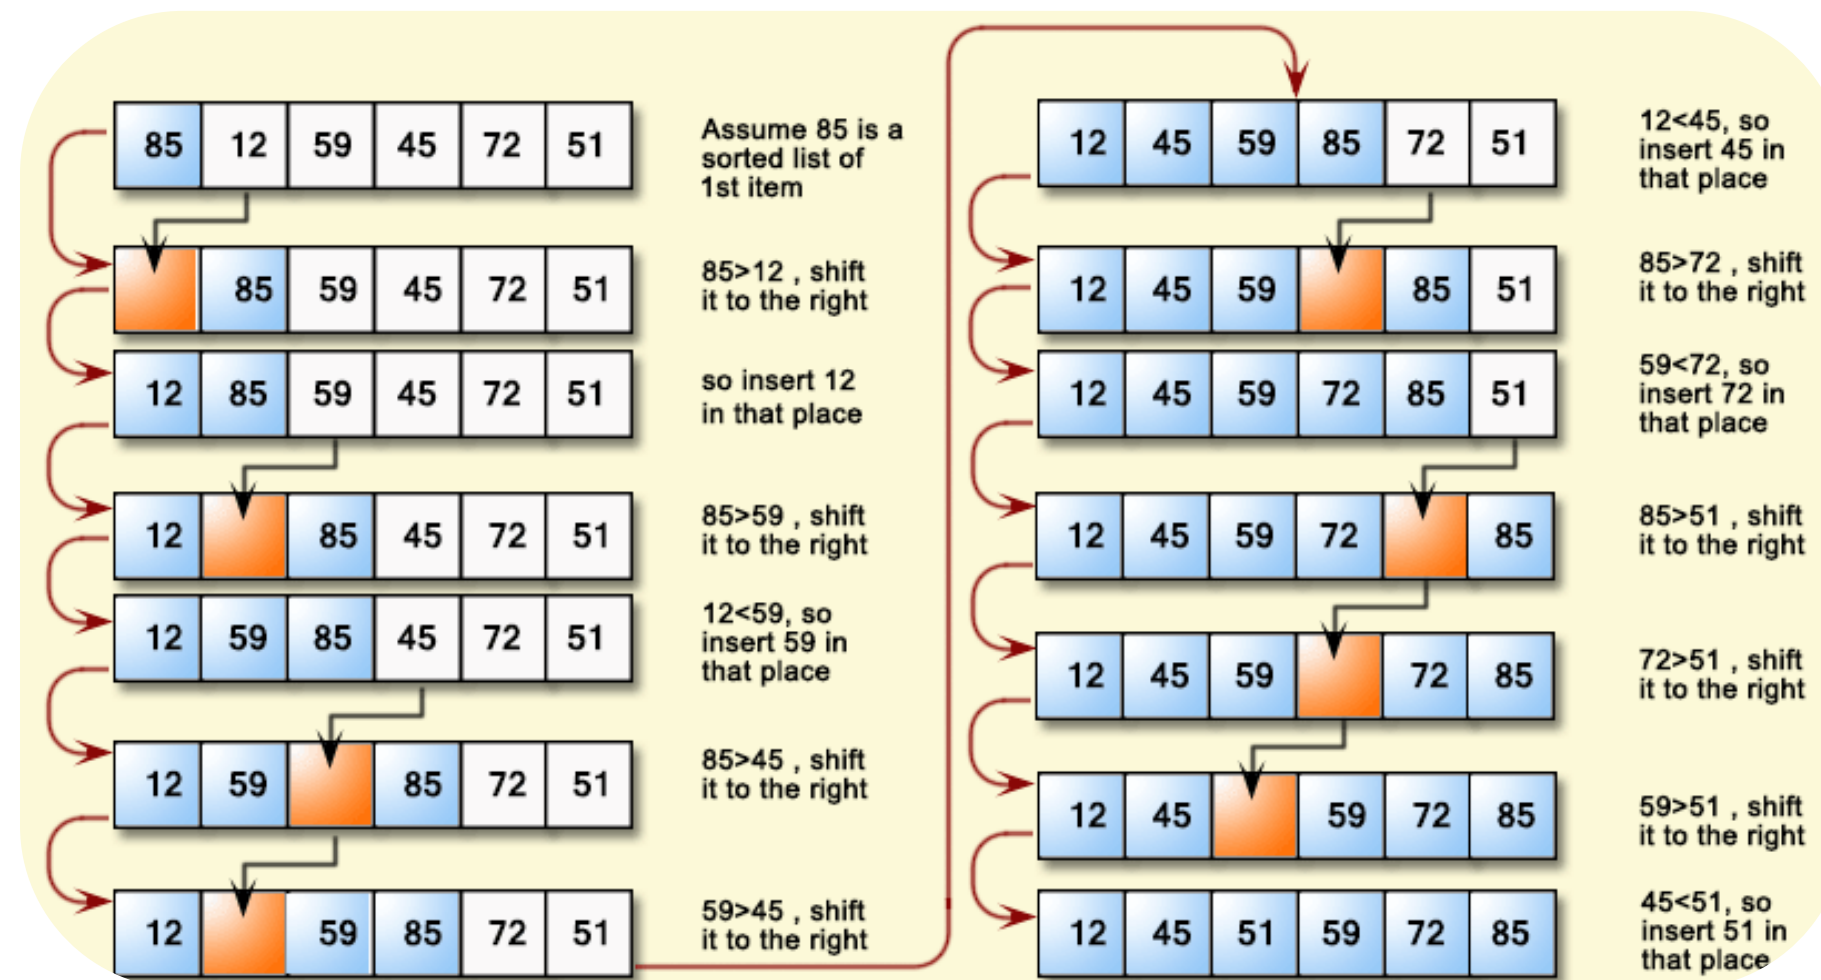 85 12 59 45 72 51
Assume 85 is a
sorted list of
1st item
85 59 45 72 51
85>12 , shift
it to the right
12 85 59 45 72 51
so insert 12
in that place
12 85 45 72 51
85>59 , shift
it to the right
12 59 85 45 72 51
12<59, so
insert 59 in
that place
12 59 85 72 51
85>45 , shift
it to the right
12 59 85 72 51
59>45 , shift
it to the right
12 45 59 85 72 51
12<45, so
insert 45 in
that place
12 45 59 85 51
85>72 , shift
it to the right
12 45 59 72 85 51
59<72, so
insert 72 in
that place
12 45 59 72 85
85>51 , shift
it to the right
12 45 59 72 85
72>51 , shift
it to the right
12 45 59 72 85
59>51 , shift
it to the right
12 45 51 59 72 85
45<51, so
insert 51 in
that place